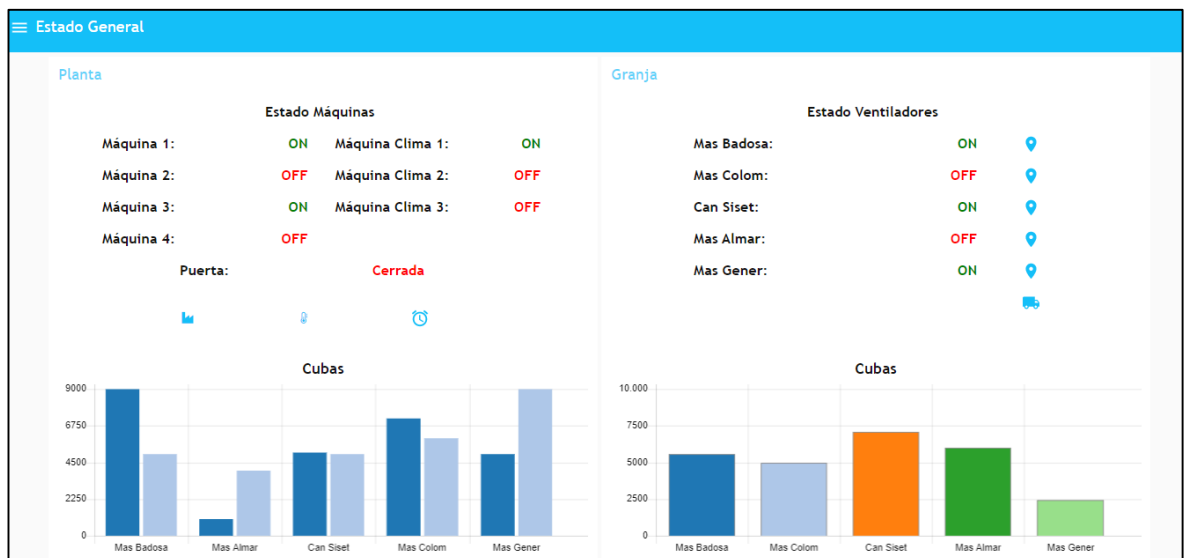 Estado General
Planta
Estado Máquinas
Máquina 1: ON Máquina Clima 1: ON
Máquina 2: OFF Máquina Clima 2: OFF
Máquina 3: ON Máquina Clima 3: OFF
Máquina 4: OFF
Puerta: Cerrada
Cubas
9000
6750
4500
2250
0
Mas Badosa Mas Almar Can Siset Mas Colom Mas Gener
Granja
Estado Ventiladores
Mas Badosa: ON
Mas Colom: OFF
Can Siset: ON
Mas Almar: OFF
Mas Gener: ON
Cubas
10.000
7500
5000
2500
0
Mas Badosa Mas Colom Can Siset Mas Almar Mas Gener